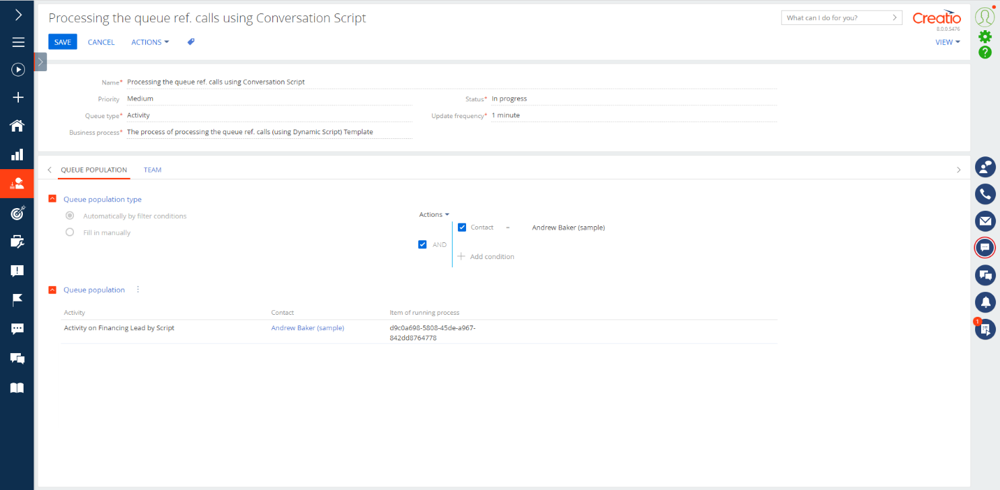 Processing the queue ref. calls using Conversation Script
What can I do for you?
Creatio
8.0.0.5476
SAVE CANCEL ACTIONS
VIEW
Name* Processing the queue ref. calls using Conversation Script
Priority Medium
Status* In progress
Queue type* Activity
Update frequency* 1 minute
Business process* The process of processing the queue ref. calls (using Dynamic Script) Template
QUEUE POPULATION TEAM
Queue population type
Automatically by filter conditions
Fill in manually
Actions
Contact = Andrew Baker (sample)
AND
Add condition
Queue population
Activity Contact Item of running process
Activity on Financing Lead by Script Andrew Baker (sample) d9c0a698-5808-45de-a967-
842dd8764778
1